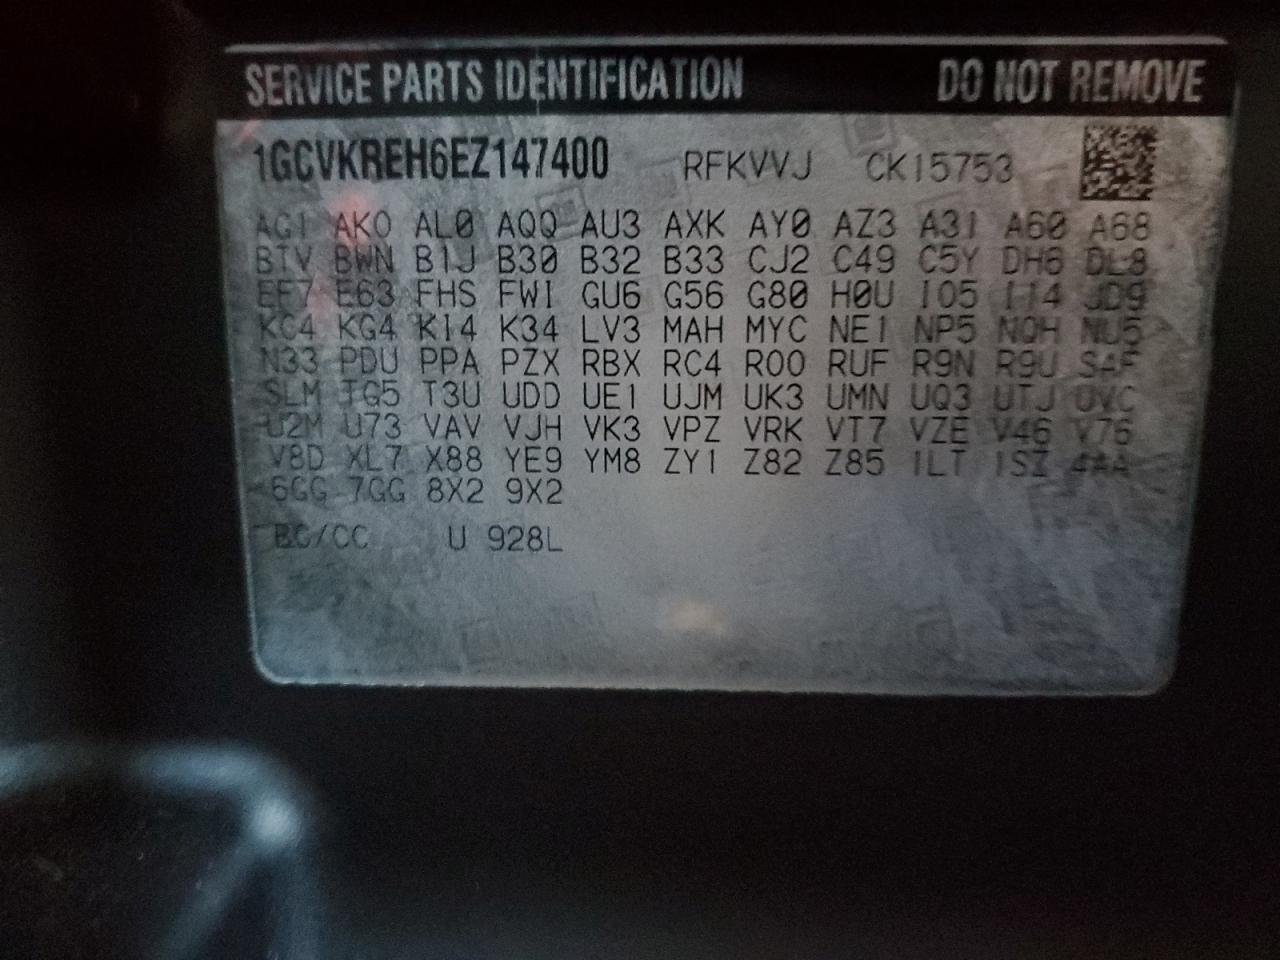 SERVICE PARTS IDENTIFICATION DO NOT REMOVE
1GCVKREH6EZ147400 RFKVVJ CK15753
AG1 AK0 AL0 AQQ AU3 AXK AY0 AZ3 A31 A60 A68
BTV BWN B1J B30 B32 B33 CJ2 C49 C5Y DH6 DL8
EF7 E63 FHS FW1 GU6 G56 G80 H0U I05 I14 JD9
KC4 KG4 K14 K34 LV3 MAH MYC NE1 NP5 NQH NU5
N33 PDU PPA PZX RBX RC4 R00 RUF R9N R9U SAF
SLM TG5 T3U UDD UE1 UJM UK3 UMN UQ3 UTJ UVC
U2M U73 VAV VJH VK3 VPZ VRK VT7 VZE V46 V76
V8D XL7 X88 YE9 YM8 ZY1 Z82 Z85 1LT 1SZ 4AA
6GG 7GG 8X2 9X2
BC/CC U 928L